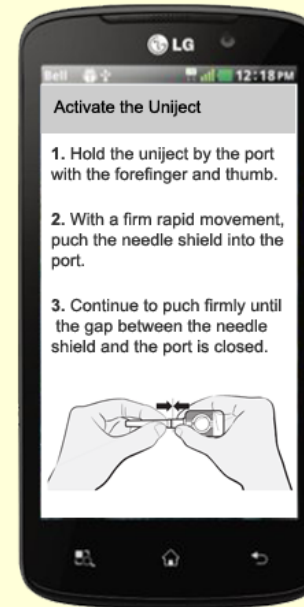 LG
Bell 12:18 PM
Activate the Uniject
1. Hold the uniject by the port
with the forefinger and thumb.
2. With a firm rapid movement,
puch the needle shield into the
port.
3. Continue to puch firmly until
the gap between the needle
shield and the port is closed.